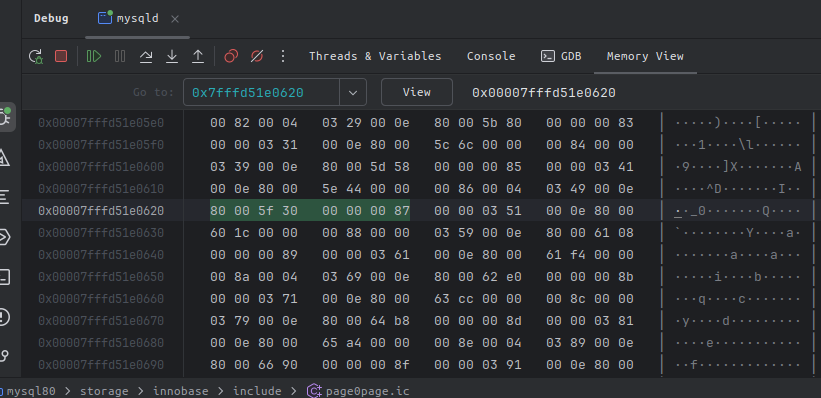 Debug mysqld
Threads & Variables Console GDB Memory View
Go to: 0x7fffd51e0620 View 0x00007fffd51e0620
0x00007fffd51e05e0 00 82 00 04 03 29 00 0e 80 00 5b 80 00 00 00 83 ·····)····[·····
0x00007fffd51e05f0 00 00 03 31 00 0e 80 00 5c 6c 00 00 00 84 00 00 ···1····\l······
0x00007fffd51e0600 03 39 00 0e 80 00 5d 58 00 00 00 85 00 00 03 41 ·9····]X·······A
0x00007fffd51e0610 00 0e 80 00 5e 44 00 00 00 86 00 04 03 49 00 0e ····^D·······I··
0x00007fffd51e0620 80 00 5f 30 00 00 00 87 00 00 03 51 00 0e 80 00 ··_0·······Q····
0x00007fffd51e0630 60 1c 00 00 00 88 00 00 03 59 00 0e 80 00 61 08 `········Y····a·
0x00007fffd51e0640 00 00 00 89 00 00 03 61 00 0e 80 00 61 f4 00 00 ·······a····a···
0x00007fffd51e0650 00 8a 00 04 03 69 00 0e 80 00 62 e0 00 00 00 8b ·····i····b·····
0x00007fffd51e0660 00 00 03 71 00 0e 80 00 63 cc 00 00 00 8c 00 00 ···q····c·······
0x00007fffd51e0670 03 79 00 0e 80 00 64 b8 00 00 00 8d 00 00 03 81 ·y····d·········
0x00007fffd51e0680 00 0e 80 00 65 a4 00 00 00 8e 00 04 03 89 00 0e ····e···········
0x00007fffd51e0690 80 00 66 90 00 00 00 8f 00 00 03 91 00 0e 80 00 ··f·············
mysql80 > storage > innobase > include > page0page.ic